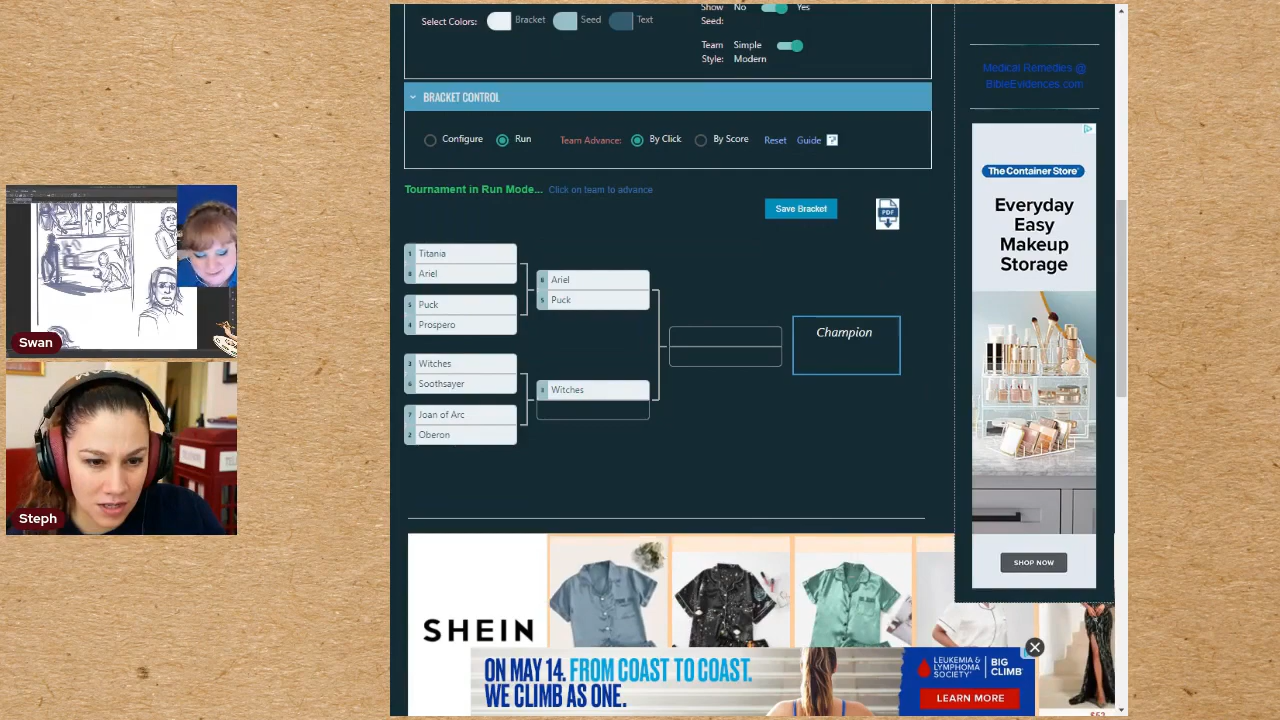 Select Colors:
Bracket
Seed
Text
Show Seed:
No
Yes
Team Style:
Simple
Modern
BRACKET CONTROL
Configure
Run
Team Advance:
By Click
By Score
Reset
Guide
Tournament in Run Mode... Click on team to advance
Save Bracket
PDF
1 Titania
8 Ariel
5 Puck
4 Prospero
3 Witches
6 Soothsayer
7 Joan of Arc
2 Oberon
8 Ariel
5 Puck
3 Witches
Champion
Swan
Steph
Medical Remedies @
BibleEvidences.com
The Container Store
Everyday
Easy
Makeup
Storage
SHOP NOW
SHEIN
ON MAY 14. FROM COAST TO COAST.
WE CLIMB AS ONE.
LEUKEMIA &
LYMPHOMA
SOCIETY
BIG
CLIMB
LEARN MORE